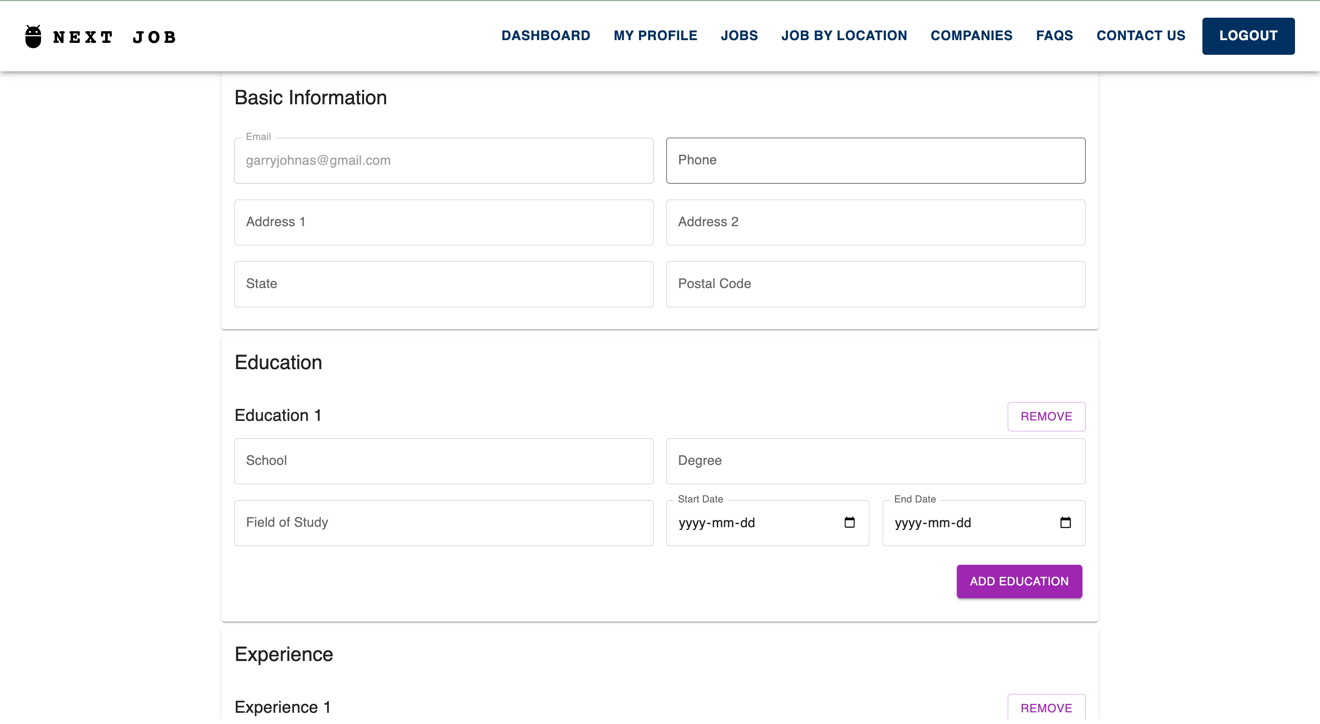 NEXT JOB
DASHBOARD MY PROFILE JOBS JOB BY LOCATION COMPANIES FAQS CONTACT US LOGOUT
Basic Information
Email
garryjohnas@gmail.com
Phone
Address 1
Address 2
State
Postal Code
Education
Education 1
REMOVE
School
Degree
Field of Study
Start Date
yyyy-mm-dd
End Date
yyyy-mm-dd
ADD EDUCATION
Experience
Experience 1
REMOVE